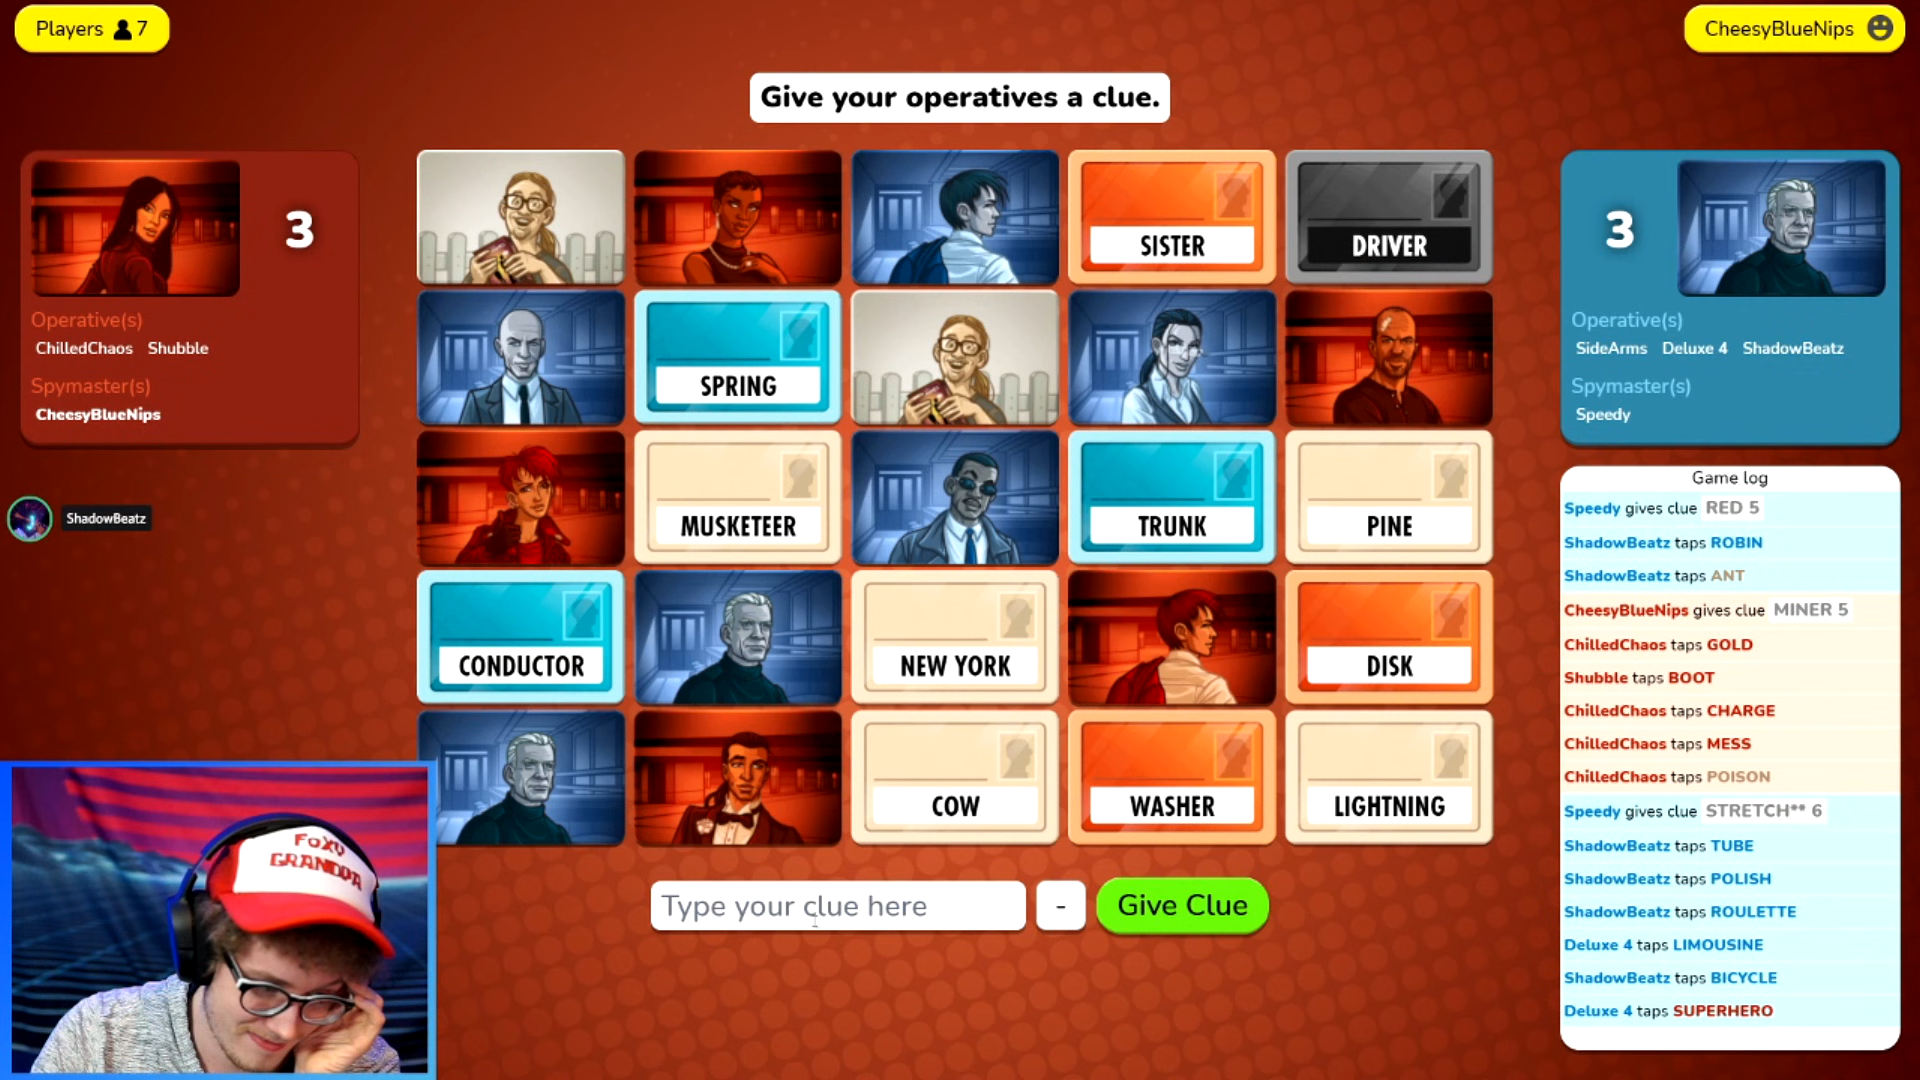 Players 7
CheesyBlueNips
Give your operatives a clue.
3
Operative(s)
ChilledChaos Shubble
Spymaster(s)
CheesyBlueNips
ShadowBeatz
SISTER
DRIVER
SPRING
MUSKETEER
TRUNK
PINE
CONDUCTOR
NEW YORK
DISK
COW
WASHER
LIGHTNING
Type your clue here
-
Give Clue
3
Operative(s)
SideArms Deluxe 4 ShadowBeatz
Spymaster(s)
Speedy
Game log
Speedy gives clue RED 5
ShadowBeatz taps ROBIN
ShadowBeatz taps ANT
CheesyBlueNips gives clue MINER 5
ChilledChaos taps GOLD
Shubble taps BOOT
ChilledChaos taps CHARGE
ChilledChaos taps MESS
ChilledChaos taps POISON
Speedy gives clue STRETCH** 6
ShadowBeatz taps TUBE
ShadowBeatz taps POLISH
ShadowBeatz taps ROULETTE
Deluxe 4 taps LIMOUSINE
ShadowBeatz taps BICYCLE
Deluxe 4 taps SUPERHERO
FOXY
GRANDPA